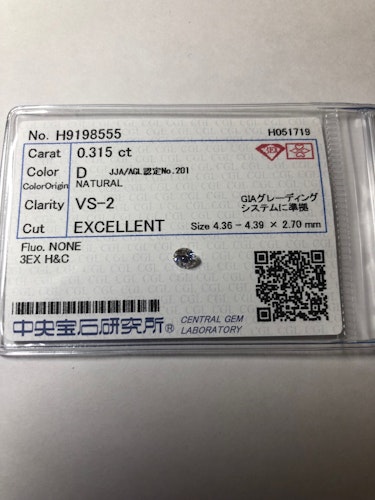 No. H9198555 H051719
Carat 0.315 ct
Color D JJA/AGL認定No.201
ColorOrigin NATURAL
Clarity VS-2 GIAグレーディング
システムに準拠
Cut EXCELLENT Size 4.36 - 4.39 × 2.70 mm
Fluo. NONE
3EX H&C
中央宝石研究所® CENTRAL GEM
LABORATORY